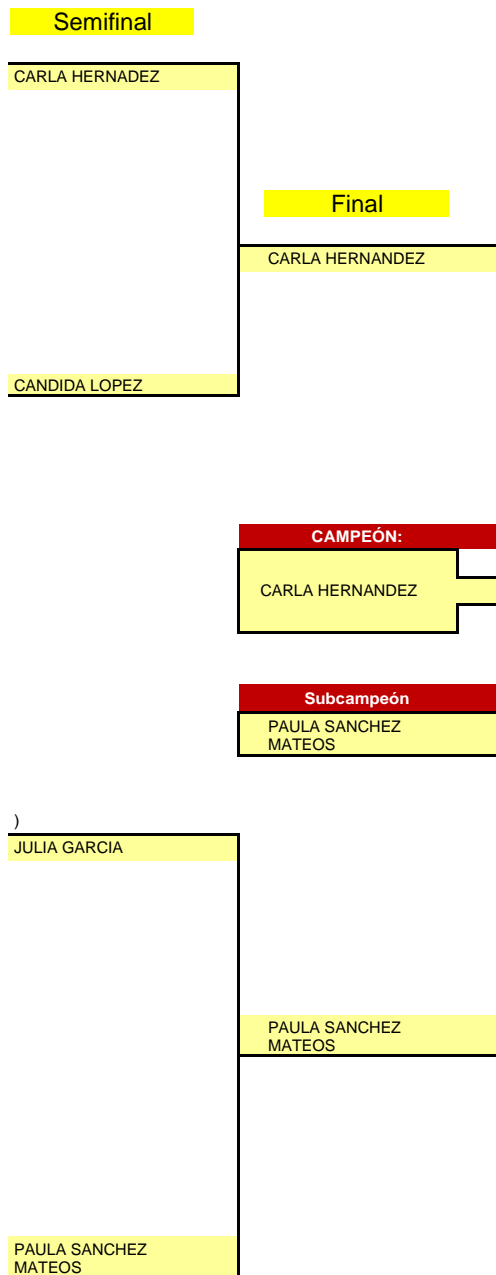 Semifinal
CARLA HERNADEZ
Final
CARLA HERNANDEZ
CANDIDA LOPEZ
CAMPEÓN:
CARLA HERNANDEZ
Subcampeón
PAULA SANCHEZ
MATEOS
)
JULIA GARCIA
PAULA SANCHEZ
MATEOS
PAULA SANCHEZ
MATEOS